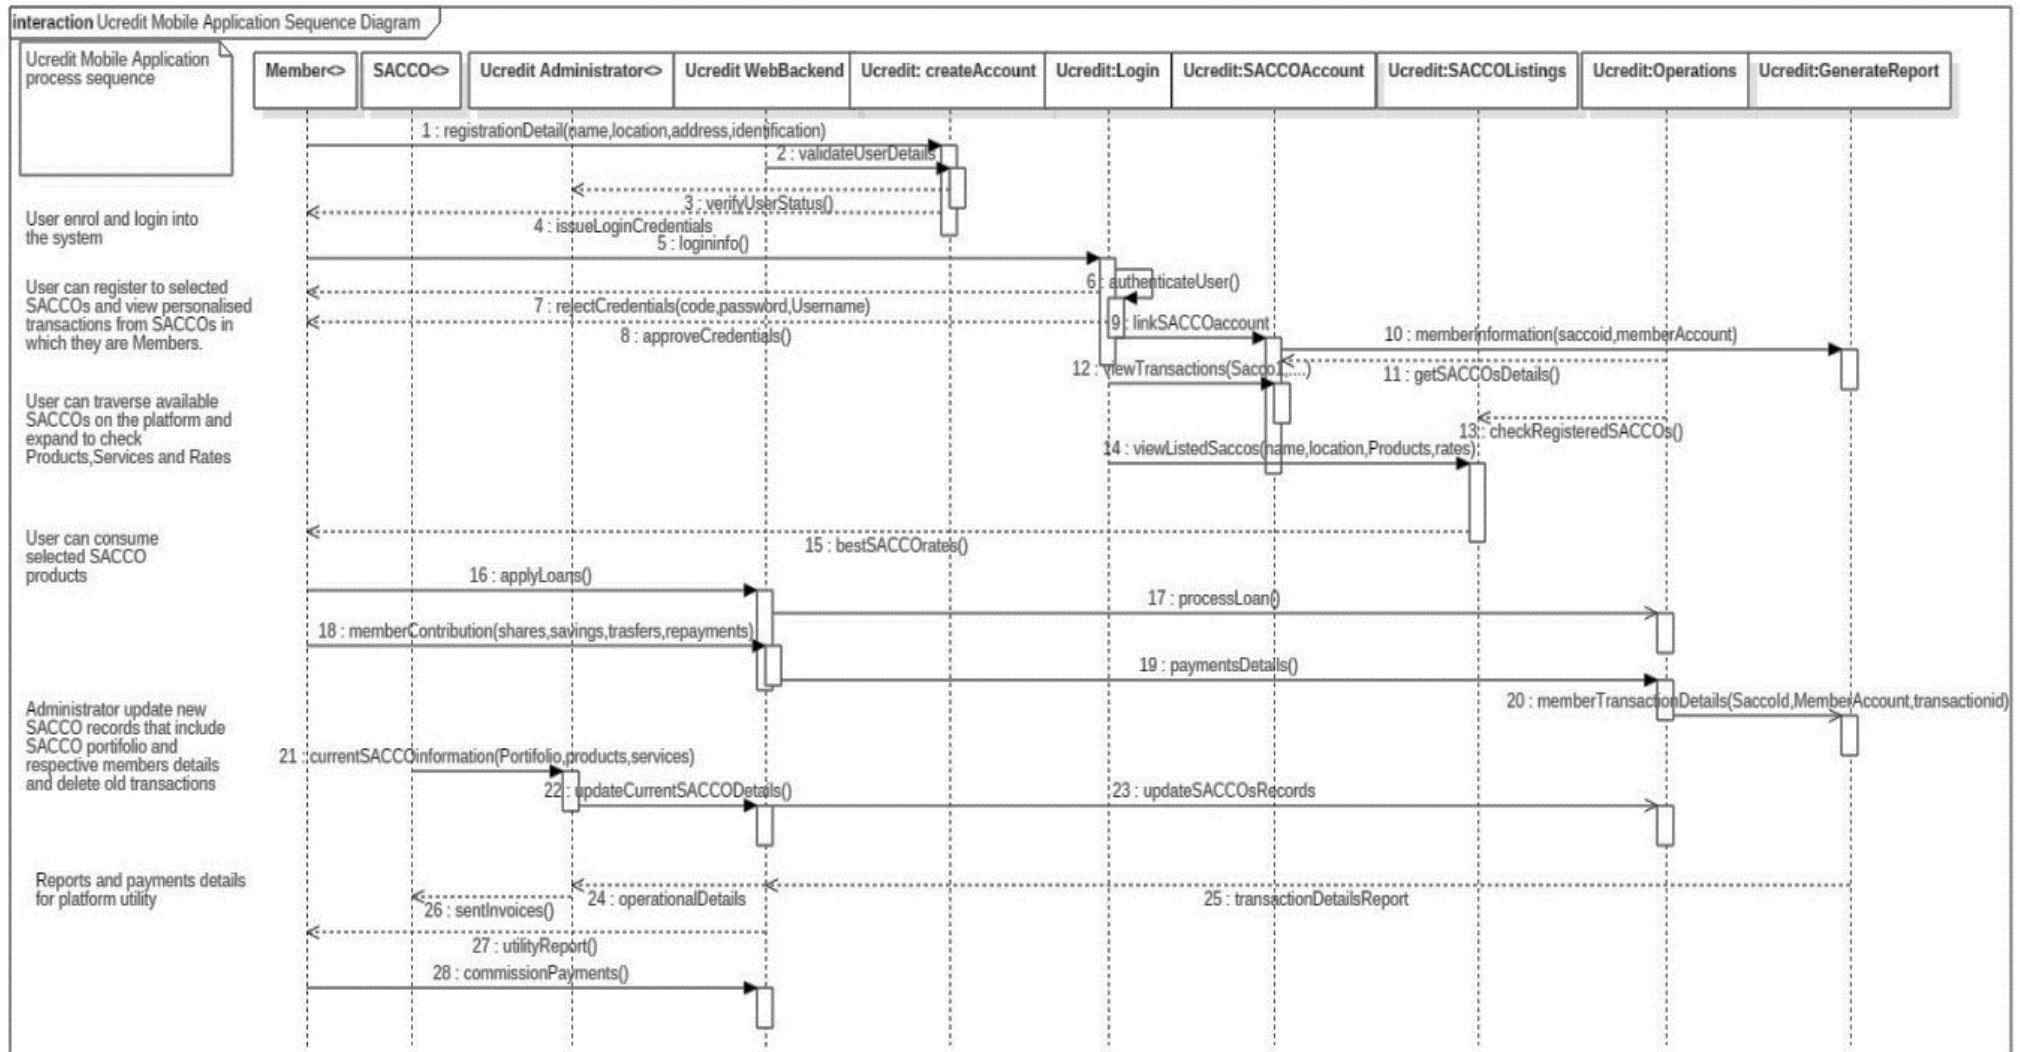 interaction Ucredit Mobile Application Sequence Diagram
Ucredit Mobile Application
process sequence
Member<>
SACCO<>
Ucredit Administrator<>
Ucredit WebBackend
Ucredit: createAccount
Ucredit:Login
Ucredit:SACCOAccount
Ucredit:SACCOListings
Ucredit:Operations
Ucredit:GenerateReport
1 : registrationDetail(name,location,address,identification)
2 : validateUserDetails
3 : verifyUserStatus()
User enrol and login into
the system
4 : issueLoginCredentials
5 : logininfo()
6 : authenticateUser()
User can register to selected
SACCOs and view personalised
transactions from SACCOs in
which they are Members.
7 : rejectCredentials(code,password,Username)
8 : approveCredentials()
9 : linkSACCOaccount
10 : memberInformation(saccoid,memberAccount)
11 : getSACCOsDetails()
12 : viewTransactions(Sacco1,...)
User can traverse available
SACCOs on the platform and
expand to check
Products,Services and Rates
13 : checkRegisteredSACCOs()
14 : viewListedSaccos(name,location,Products,rates)
User can consume
selected SACCO
products
15 : bestSACCOrates()
16 : applyLoans()
17 : processLoan()
18 : memberContribution(shares,savings,trasfers,repayments)
19 : paymentsDetails()
20 : memberTransactionDetails(SaccoId,MemberAccount,transactionid)
Administrator update new
SACCO records that include
SACCO portifolio and
respective members details
and delete old transactions
21 : currentSACCOinformation(Portifolio,products,services)
22 : updateCurrentSACCODetails()
23 : updateSACCOsRecords
Reports and payments details
for platform utility
24 : operationalDetails
25 : transactionDetailsReport
26 : sentInvoices()
27 : utilityReport()
28 : commissionPayments()